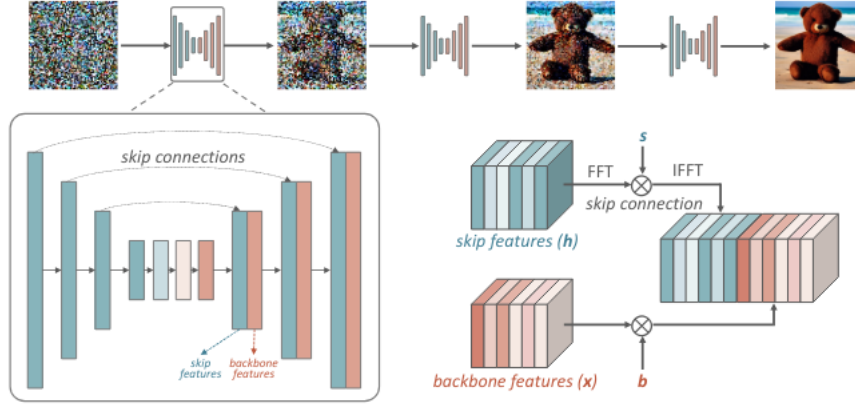 skip connections
skip
features
backbone
features
s
FFT
IFFT
skip connection
skip features (h)
backbone features (x)
b